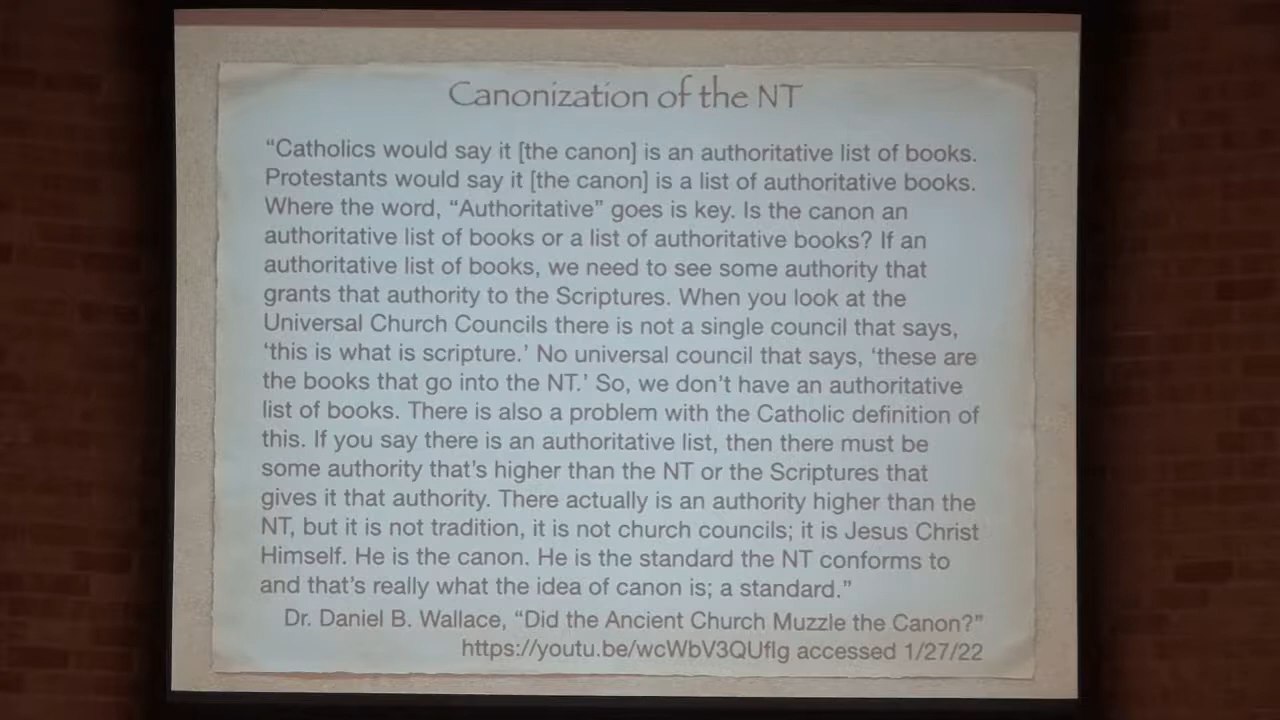 Canonization of the NT
“Catholics would say it [the canon] is an authoritative list of books.
Protestants would say it [the canon] is a list of authoritative books.
Where the word, “Authoritative” goes is key. Is the canon an
authoritative list of books or a list of authoritative books? If an
authoritative list of books, we need to see some authority that
grants that authority to the Scriptures. When you look at the
Universal Church Councils there is not a single council that says,
‘this is what is scripture.’ No universal council that says, ‘these are
the books that go into the NT.’ So, we don’t have an authoritative
list of books. There is also a problem with the Catholic definition of
this. If you say there is an authoritative list, then there must be
some authority that’s higher than the NT or the Scriptures that
gives it that authority. There actually is an authority higher than the
NT, but it is not tradition, it is not church councils; it is Jesus Christ
Himself. He is the canon. He is the standard the NT conforms to
and that’s really what the idea of canon is; a standard.”
Dr. Daniel B. Wallace, “Did the Ancient Church Muzzle the Canon?”
https://youtu.be/wcWbV3QUflg accessed 1/27/22